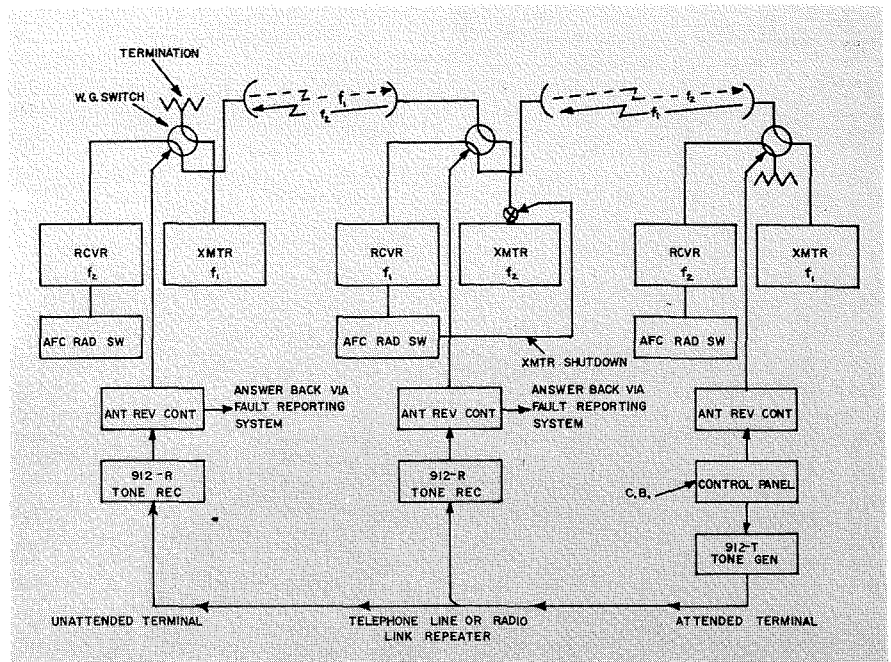 TERMINATION
W.G. SWITCH
f₁
f₂
f₂
f₁
RCVR
f₂
XMTR
f₁
RCVR
f₁
XMTR
f₂
RCVR
f₂
XMTR
f₁
AFC RAD SW
AFC RAD SW
AFC RAD SW
XMTR SHUTDOWN
ANT REV CONT
ANSWER BACK VIA
FAULT REPORTING
SYSTEM
ANT REV CONT
ANSWER BACK VIA
FAULT REPORTING
SYSTEM
ANT REV CONT
912-R
TONE REC
912-R
TONE REC
C.B.
CONTROL PANEL
912-T
TONE GEN
UNATTENDED TERMINAL
TELEPHONE LINE OR RADIO
LINK REPEATER
ATTENDED TERMINAL